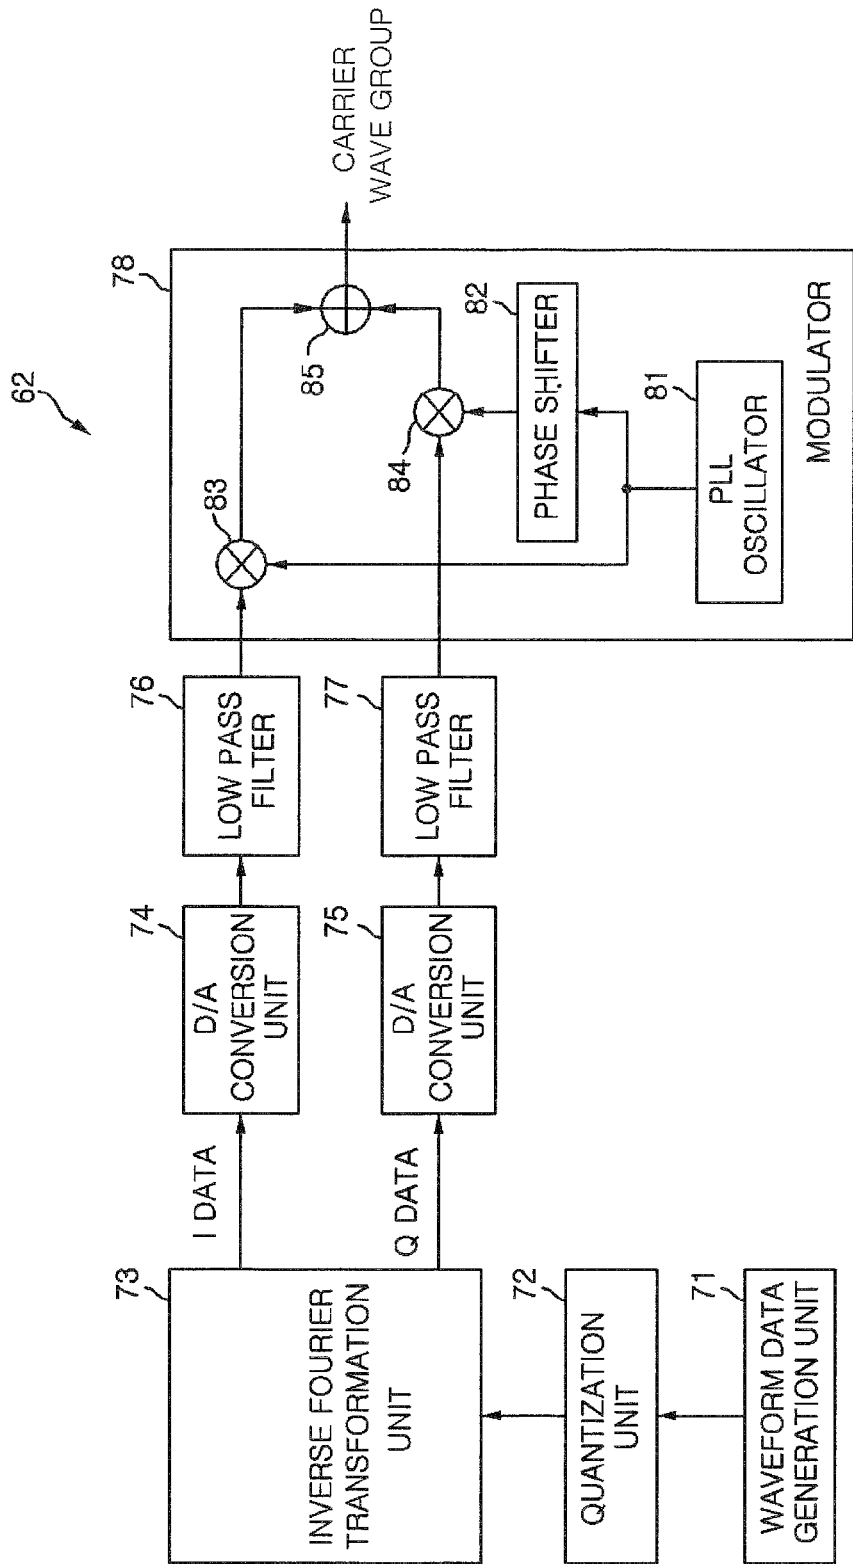 62
73
INVERSE FOURIER
TRANSFORMATION
UNIT
72
QUANTIZATION
UNIT
71
WAVEFORM DATA
GENERATION UNIT
I DATA
Q DATA
74
D/A
CONVERSION
UNIT
75
D/A
CONVERSION
UNIT
76
LOW PASS
FILTER
77
LOW PASS
FILTER
78
83
84
85
82
PHASE SHIFTER
81
PLL
OSCILLATOR
MODULATOR
CARRIER
WAVE GROUP